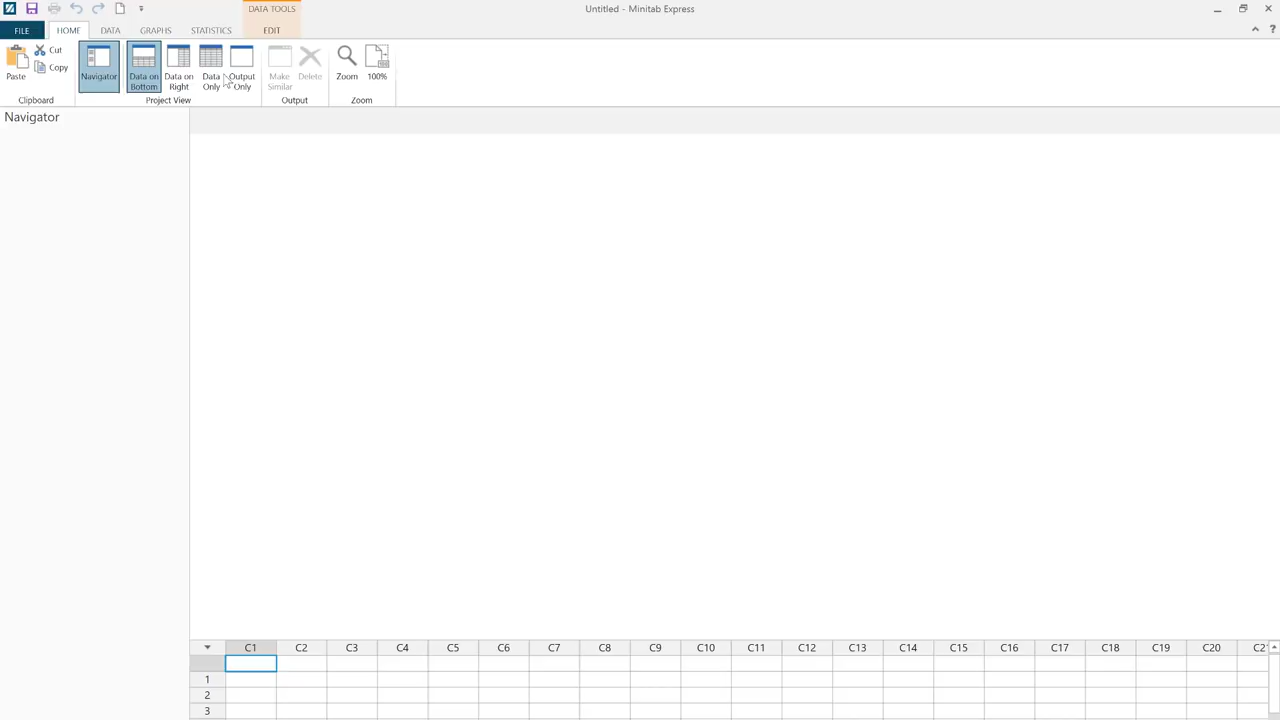 DATA TOOLS
Untitled - Minitab Express
FILE HOME DATA GRAPHS STATISTICS EDIT ?
Paste
Cut
Copy
Clipboard
Navigator
Data on Bottom
Data on Right
Data Only
Output Only
Project View
Make Similar
Delete
Output
Zoom
100%
Zoom
Navigator
C1 C2 C3 C4 C5 C6 C7 C8 C9 C10 C11 C12 C13 C14 C15 C16 C17 C18 C19 C20
1
2
3